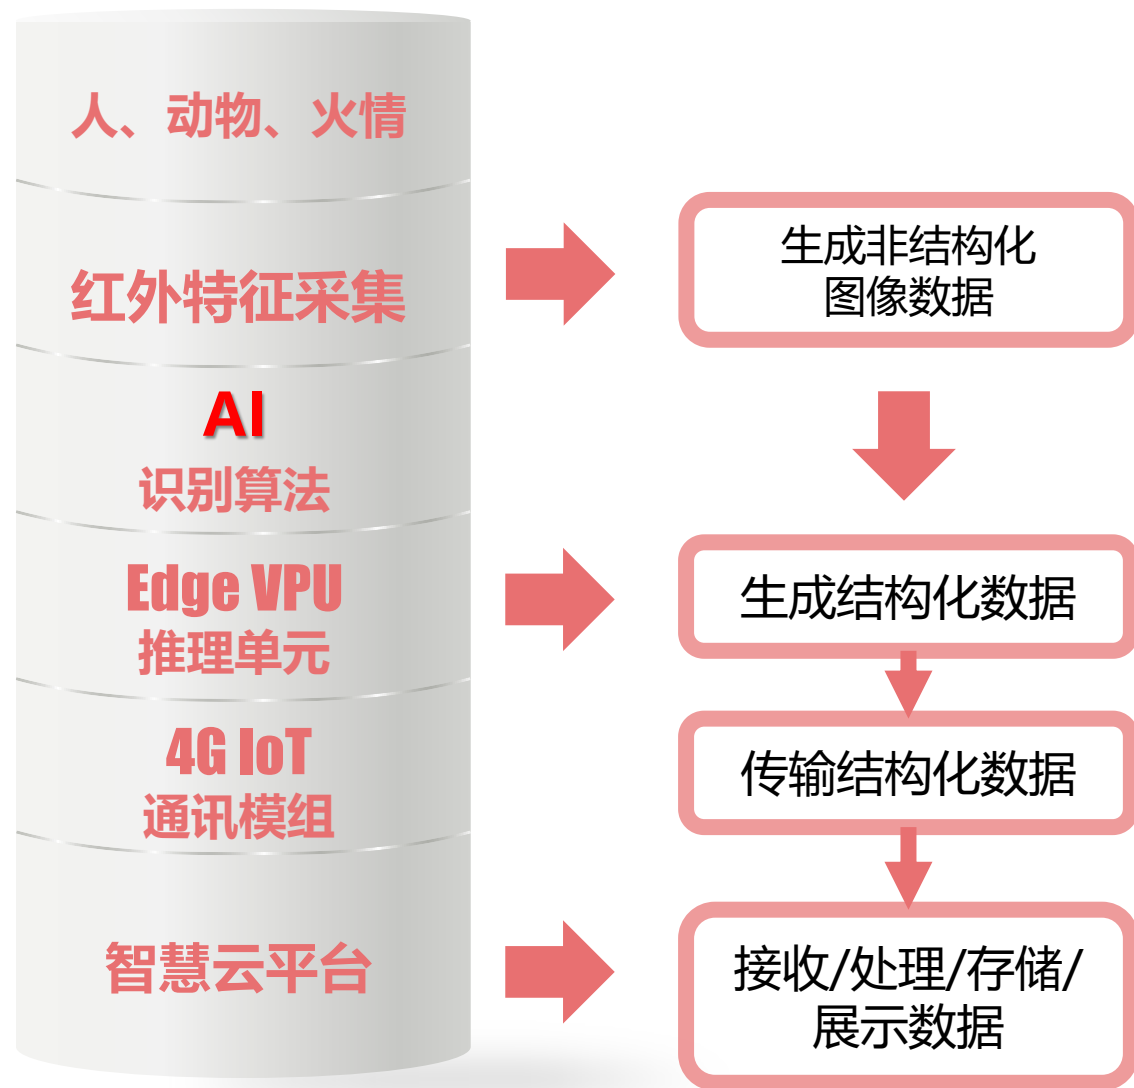 人、动物、火情
红外特征采集
AI
识别算法
Edge VPU
推理单元
4G IoT
通讯模组
智慧云平台
生成非结构化
图像数据
生成结构化数据
传输结构化数据
接收/处理/存储/
展示数据